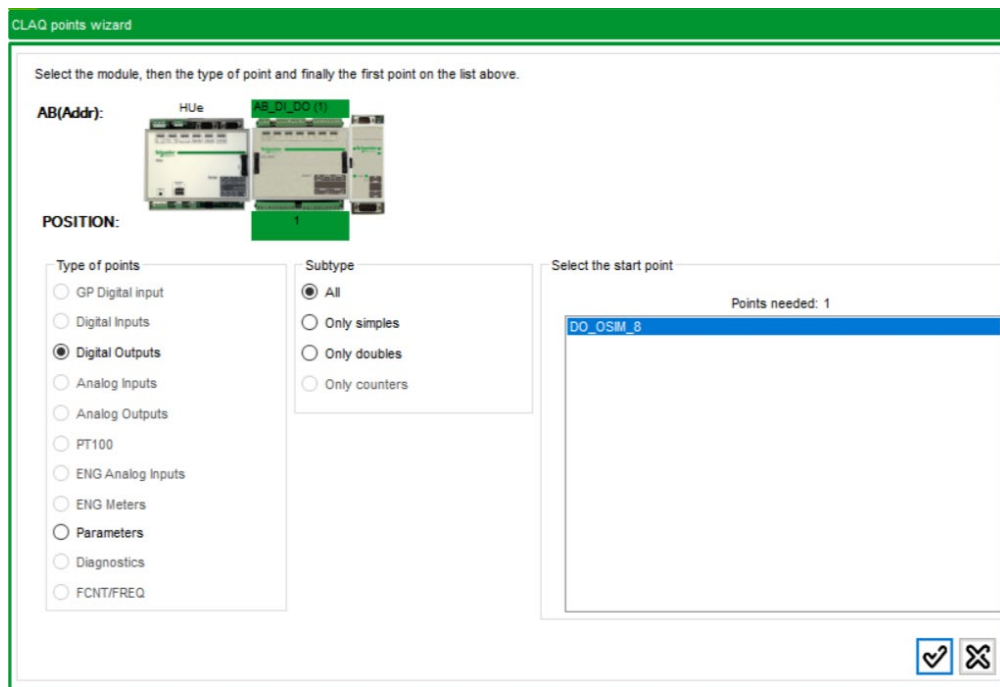 CLAQ points wizard
Select the module, then the type of point and finally the first point on the list above.
AB(Addr):
HUe
AB_DI_DO (1)
POSITION:
1
Type of points
GP Digital input
Digital Inputs
Digital Outputs
Analog Inputs
Analog Outputs
PT100
ENG Analog Inputs
ENG Meters
Parameters
Diagnostics
FCNT/FREQ
Subtype
All
Only simples
Only doubles
Only counters
Select the start point
Points needed: 1
DO_OSIM_8